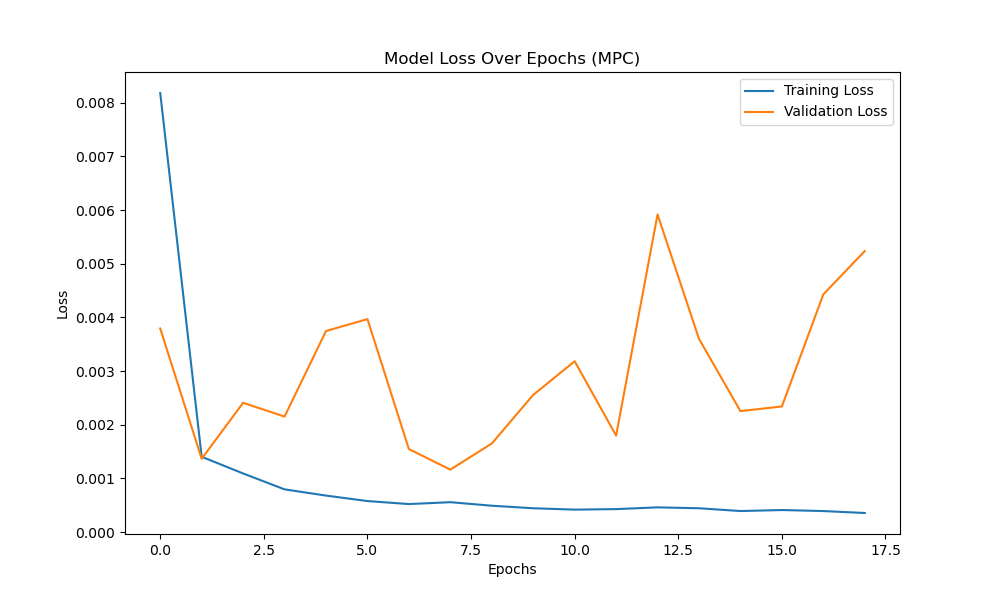 Model Loss Over Epochs (MPC)
Training Loss
Validation Loss
0.008
0.007
0.006
0.005
0.004
0.003
0.002
0.001
0.000
Loss
0.0 2.5 5.0 7.5 10.0 12.5 15.0 17.5
Epochs